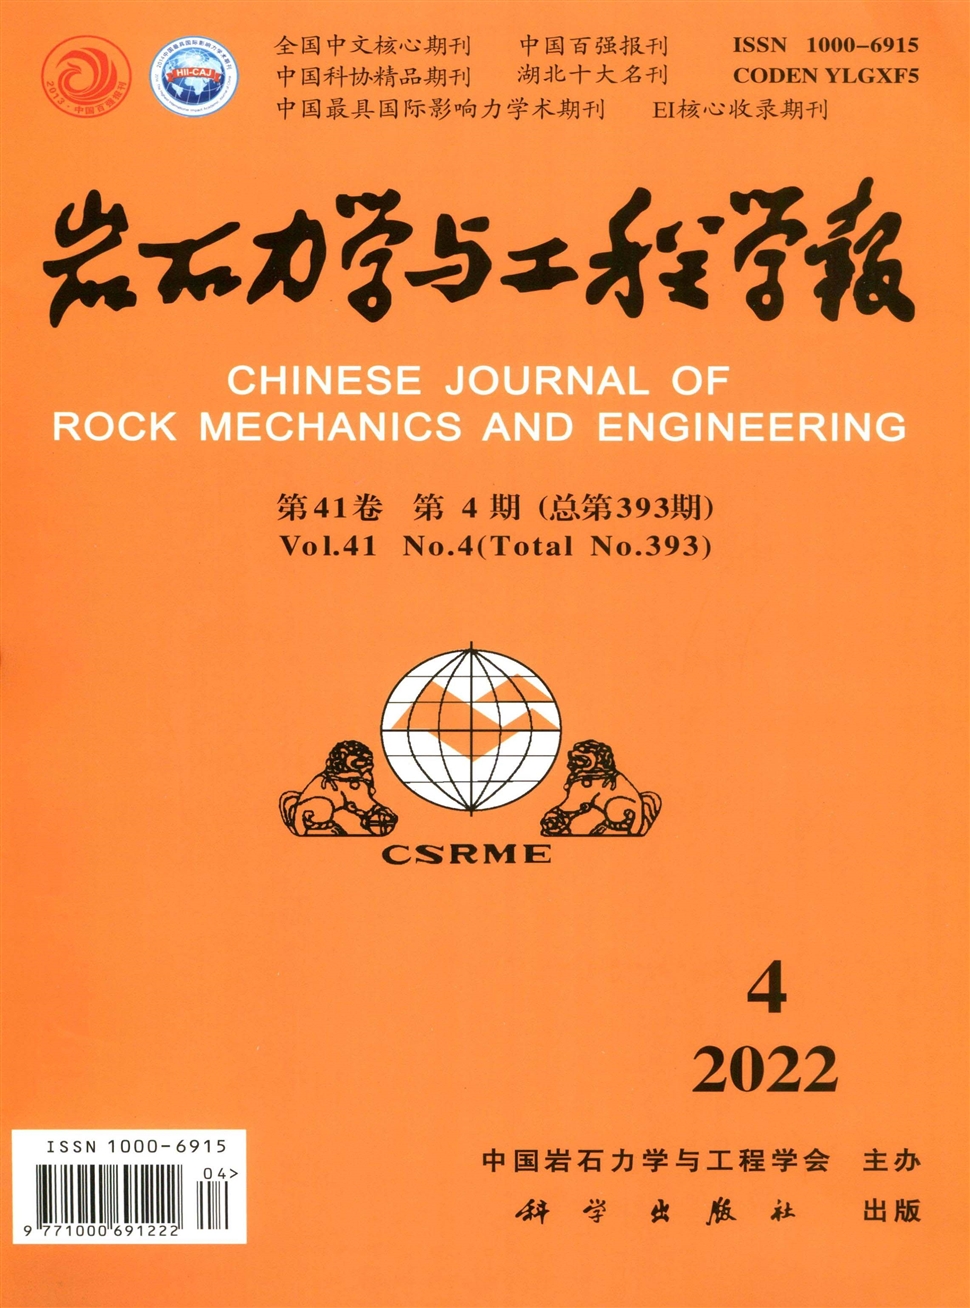 全国中文核心期刊 中国百强报刊 ISSN 1000-6915
中国科协精品期刊 湖北十大名刊 CODEN YLGXF5
中国最具国际影响力学术期刊 EI核心收录期刊
2013·中国百强报刊
HII-CAJ
岩石力学与工程学报
CHINESE JOURNAL OF
ROCK MECHANICS AND ENGINEERING
第41卷 第 4 期 (总第393期)
Vol.41 No.4(Total No.393)
CSRME
4
2022
ISSN 1000-6915
04>
9 771000 691222
中国岩石力学与工程学会 主办
科学出版社 出版